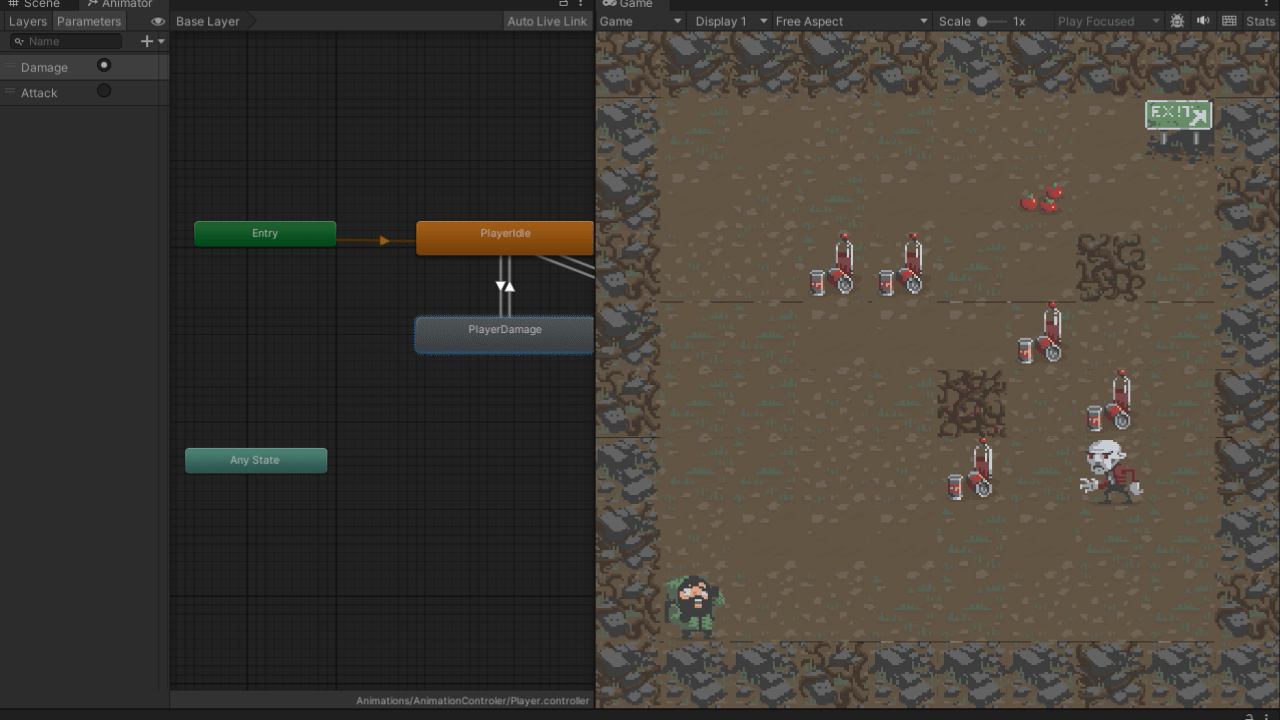 Scene Animator
Layers Parameters
Name
Damage
Attack
Base Layer Auto Live Link
Entry
PlayerIdle
PlayerDamage
Any State
Animations/AnimationControler/Player.controller
Game
Game Display 1 Free Aspect Scale 1x Play Focused Stats
EXIT